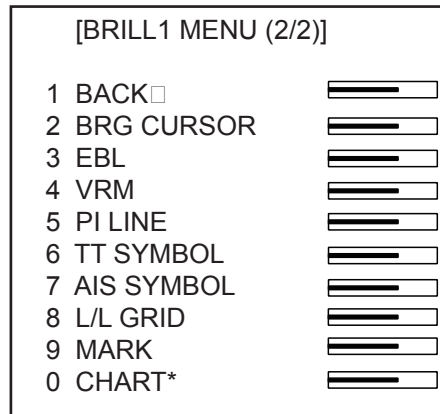 [BRILL1 MENU (2/2)]
1 BACK□
2 BRG CURSOR
3 EBL
4 VRM
5 PI LINE
6 TT SYMBOL
7 AIS SYMBOL
8 L/L GRID
9 MARK
0 CHART*